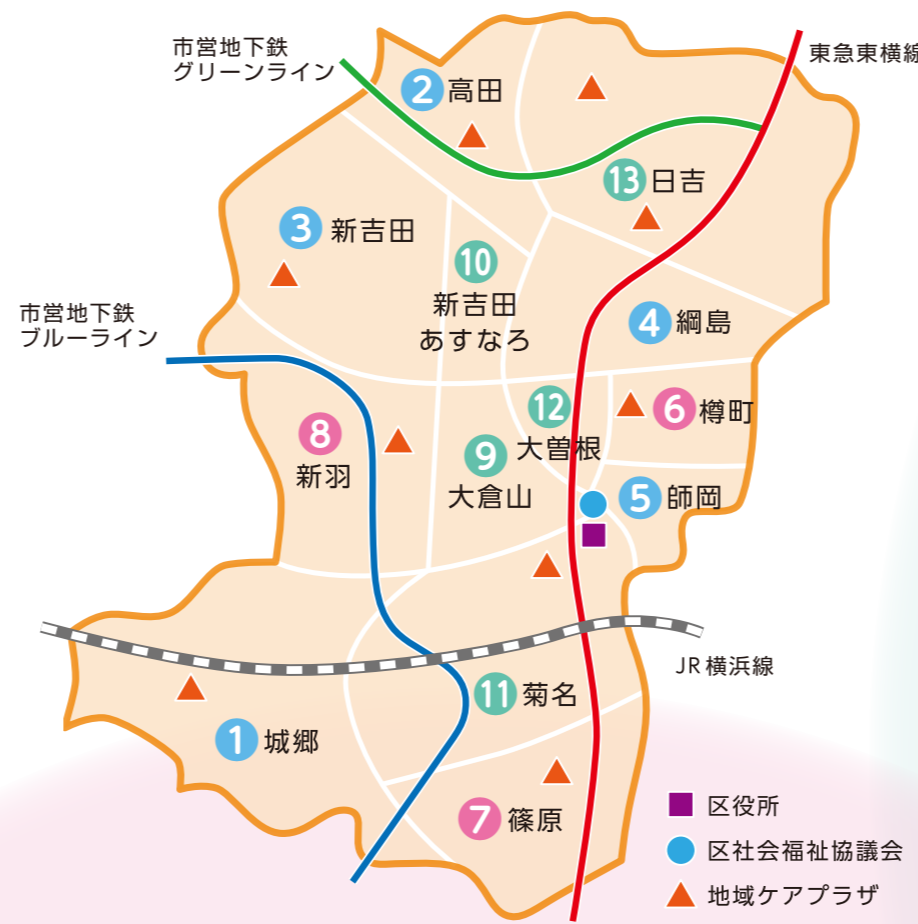 市営地下鉄
グリーンライン
東急東横線
2 高田
13 日吉
3 新吉田
10
新吉田
あすなろ
市営地下鉄
ブルーライン
4 綱島
12
大曽根
6 樽町
8
新羽
9
大倉山
5 師岡
JR横浜線
11 菊名
1 城郷
7 篠原
区役所
区社会福祉協議会
地域ケアプラザ